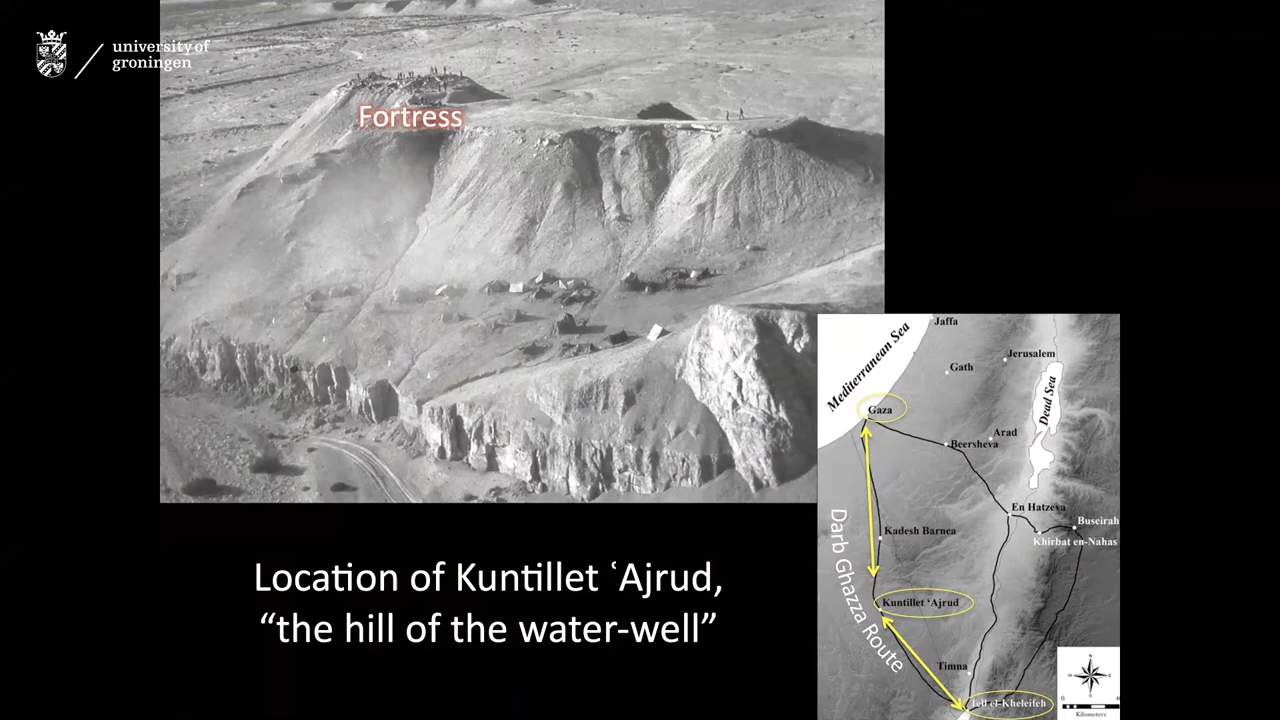 university of
groningen
Fortress
Location of Kuntillet ʿAjrud,
“the hill of the water-well”
Jaffa
Mediterranean Sea
Jerusalem
Gath
Dead Sea
Gaza
Arad
Beersheva
En Hatzeva
Buseirah
Kadesh Barnea
Khirbat en-Nahas
Darb Ghazza Route
Kuntillet ‘Ajrud
Timna
Tell el-Kheleifeh
N
E
S
0
Kilometers